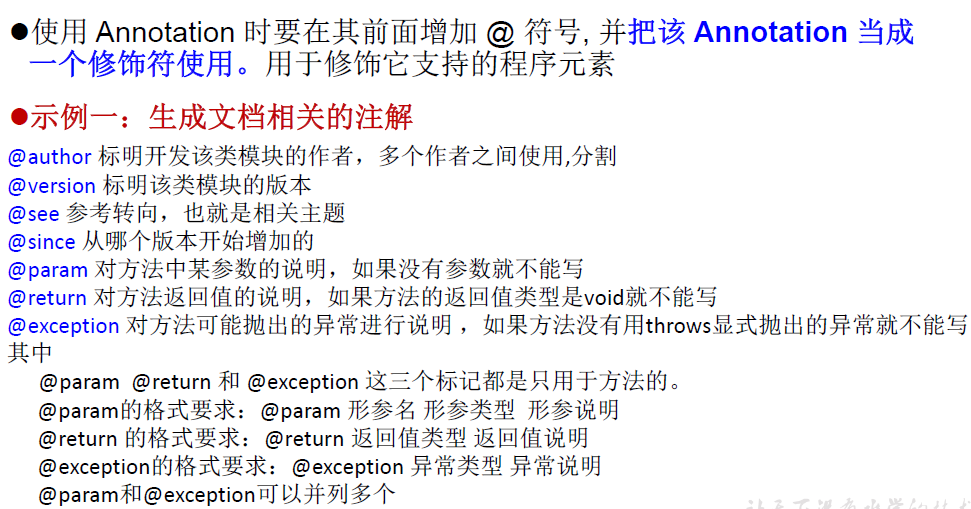 ●使用 Annotation 时要在其前面增加 @ 符号, 并把该 Annotation 当成
一个修饰符使用。用于修饰它支持的程序元素
●示例一：生成文档相关的注解
@author 标明开发该类模块的作者，多个作者之间使用,分割
@version 标明该类模块的版本
@see 参考转向，也就是相关主题
@since 从哪个版本开始增加的
@param 对方法中某参数的说明，如果没有参数就不能写
@return 对方法返回值的说明，如果方法的返回值类型是void就不能写
@exception 对方法可能抛出的异常进行说明 ，如果方法没有用throws显式抛出的异常就不能写
其中
@param @return 和 @exception 这三个标记都是只用于方法的。
@param的格式要求：@param 形参名 形参类型 形参说明
@return 的格式要求：@return 返回值类型 返回值说明
@exception的格式要求：@exception 异常类型 异常说明
@param和@exception可以并列多个